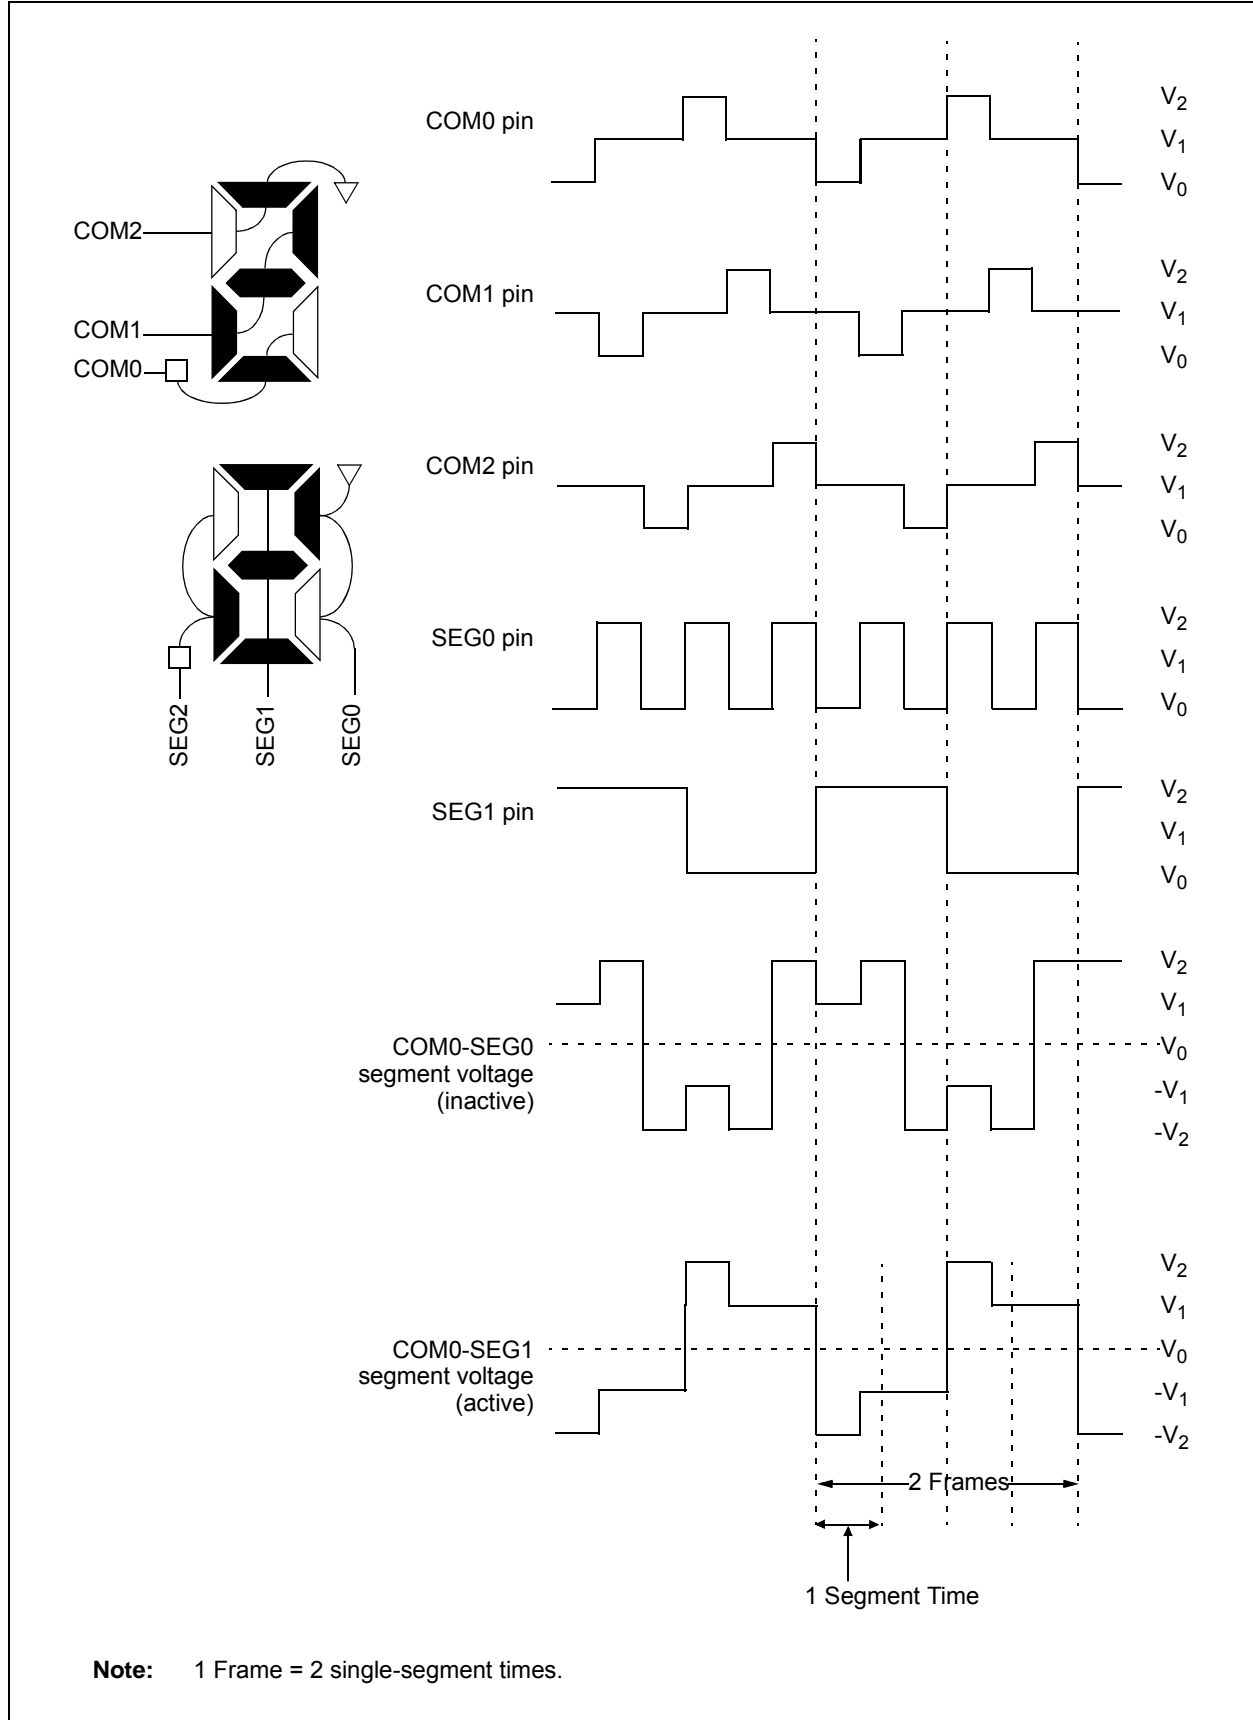 COM0 pin
V2
V1
V0
COM2
COM1
COM0
COM1 pin
V2
V1
V0
COM2 pin
V2
V1
V0
SEG2
SEG1
SEG0
SEG0 pin
V2
V1
V0
SEG1 pin
V2
V1
V0
COM0-SEG0
segment voltage
(inactive)
V2
V1
V0
-V1
-V2
COM0-SEG1
segment voltage
(active)
V2
V1
V0
-V1
-V2
2 Frames
1 Segment Time
Note: 1 Frame = 2 single-segment times.